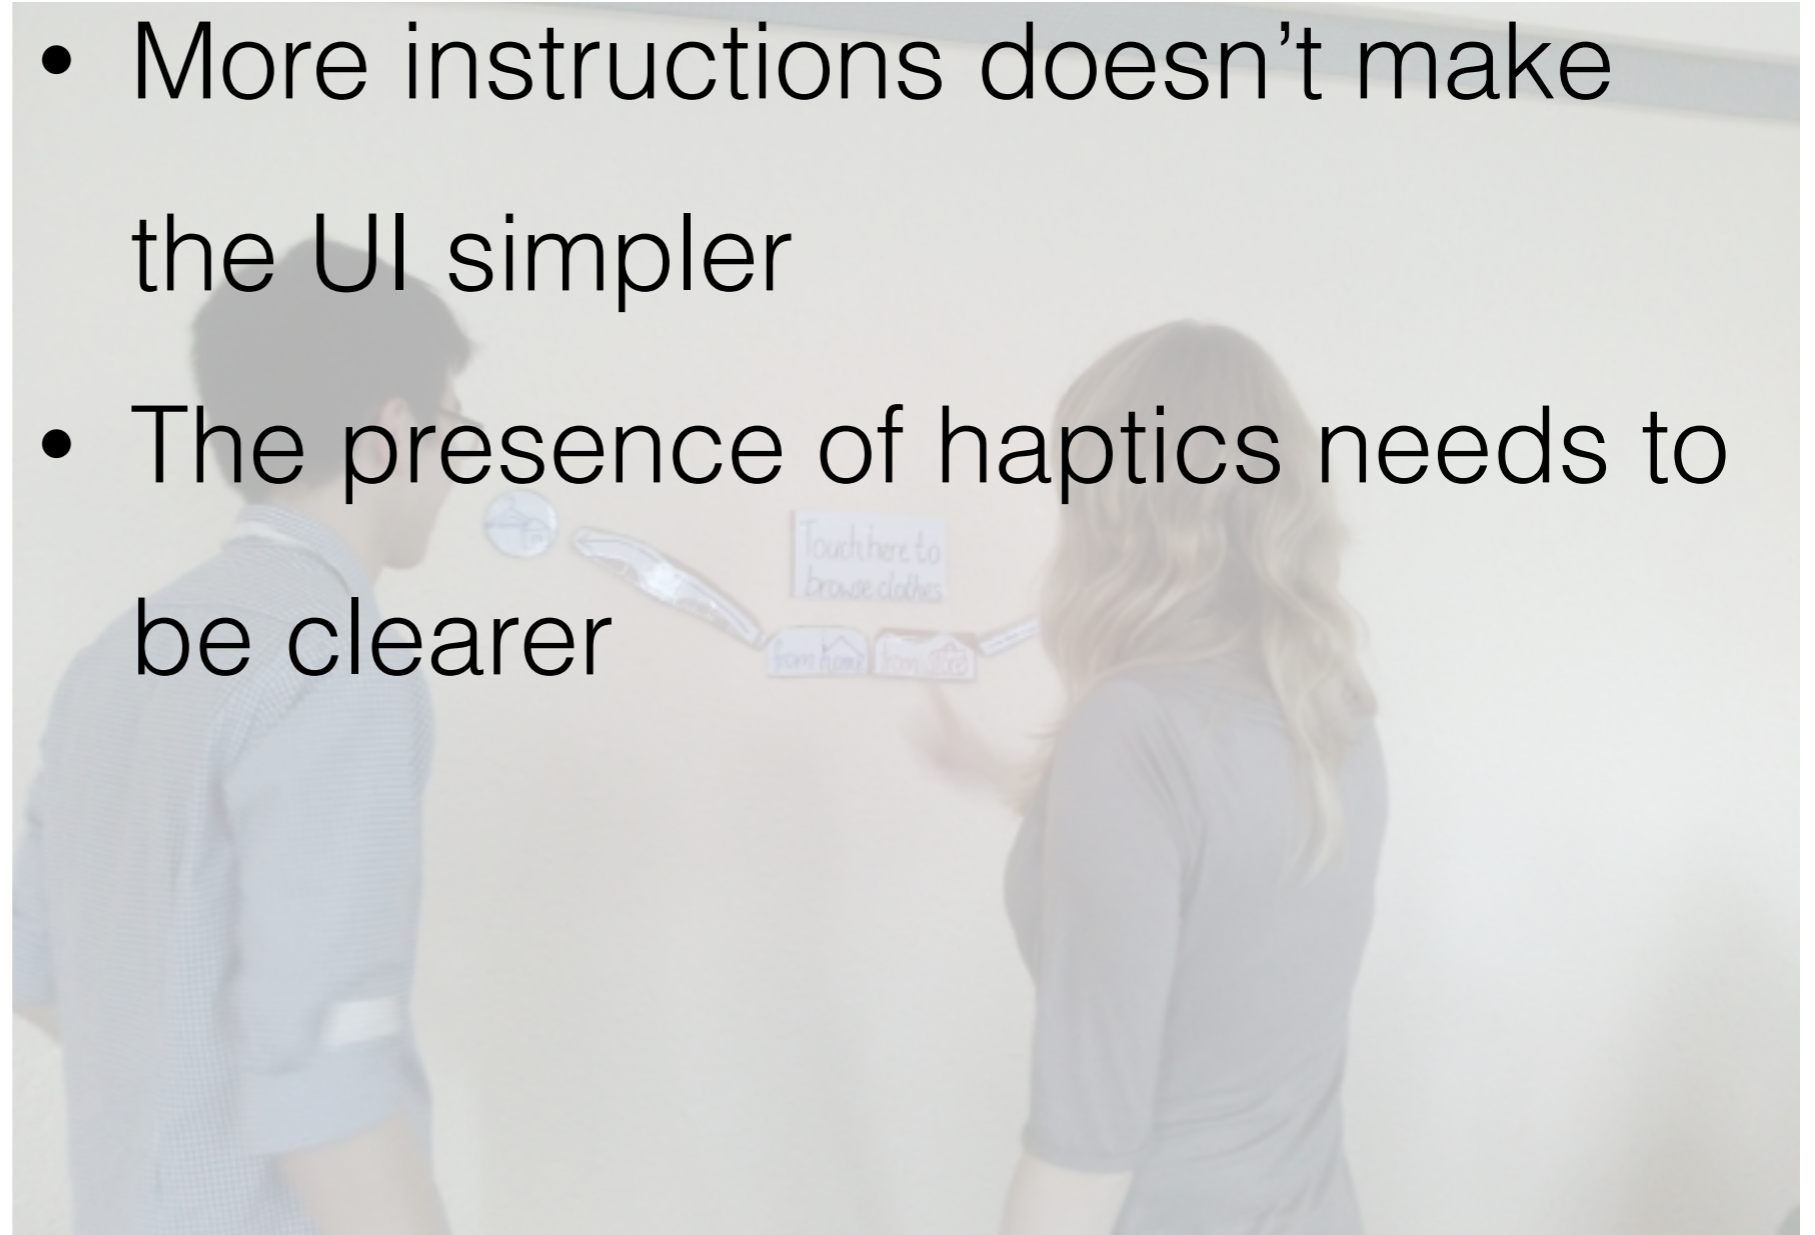 • More instructions doesn’t make
the UI simpler
• The presence of haptics needs to
be clearer
Touch here to
browse clothes
from home from store